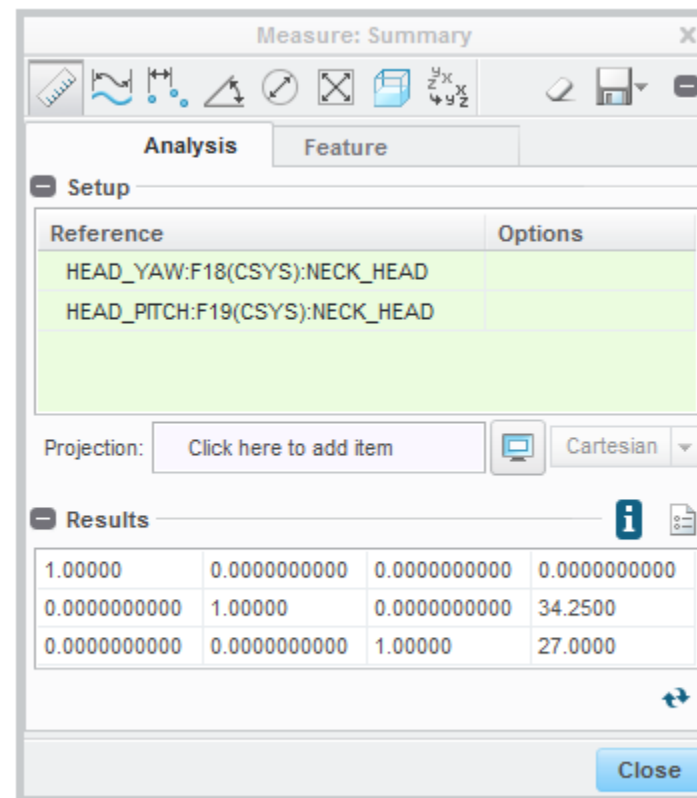 Measure: Summary
Analysis Feature
Setup
Reference Options
HEAD_YAW:F18(CSYS):NECK_HEAD
HEAD_PITCH:F19(CSYS):NECK_HEAD
Projection: Click here to add item Cartesian
Results
1.00000 0.0000000000 0.0000000000 0.0000000000
0.0000000000 1.00000 0.0000000000 34.2500
0.0000000000 0.0000000000 1.00000 27.0000
Close